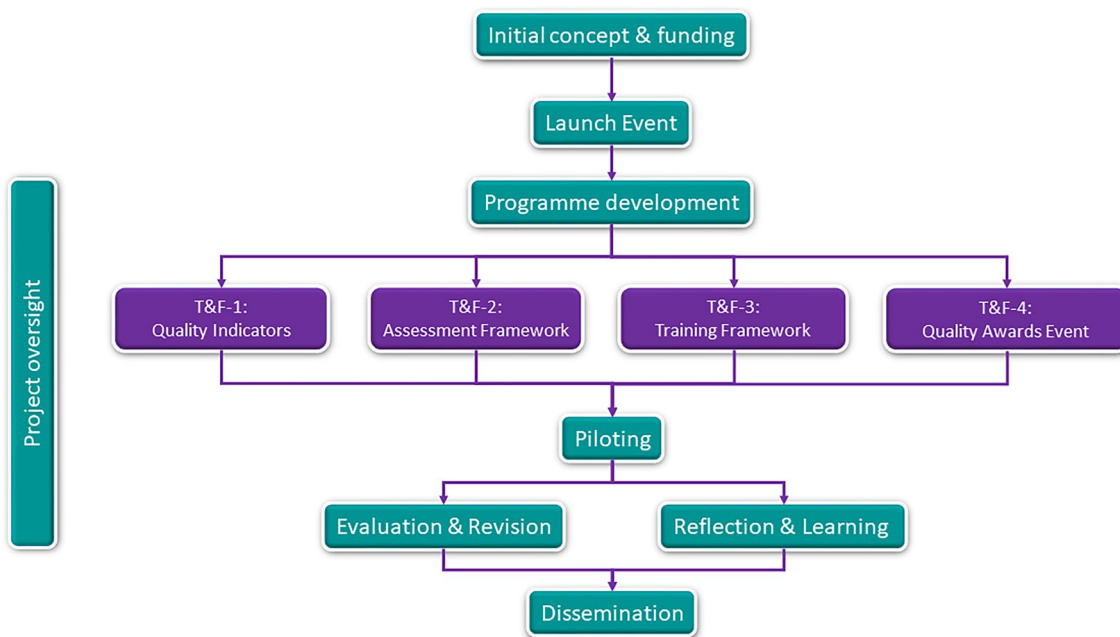 Initial concept & funding
Launch Event
Programme development
Project oversight
T&F-1:
Quality Indicators
T&F-2:
Assessment Framework
T&F-3:
Training Framework
T&F-4:
Quality Awards Event
Piloting
Evaluation & Revision
Reflection & Learning
Dissemination